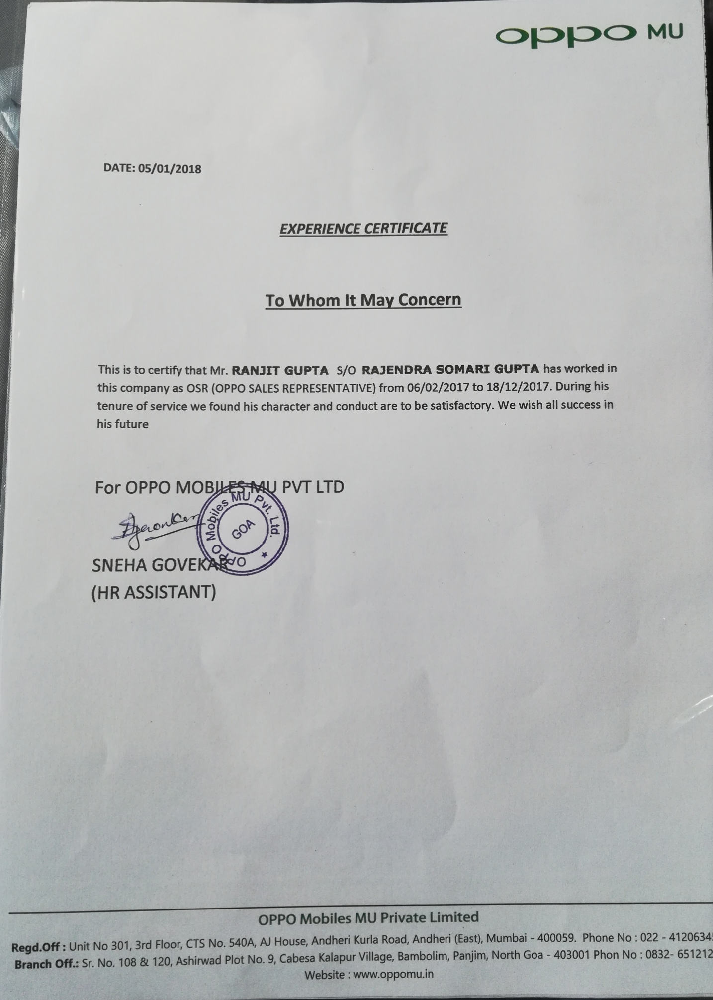 oppo MU
DATE: 05/01/2018
EXPERIENCE CERTIFICATE
To Whom It May Concern
This is to certify that Mr. RANJIT GUPTA S/O RAJENDRA SOMARI GUPTA has worked in
this company as OSR (OPPO SALES REPRESENTATIVE) from 06/02/2017 to 18/12/2017. During his
tenure of service we found his character and conduct are to be satisfactory. We wish all success in
his future
For OPPO MOBILES MU PVT LTD
OPPO Mobiles MU Pvt. Ltd.
GOA
SNEHA GOVEKAR
(HR ASSISTANT)
OPPO Mobiles MU Private Limited
Regd.Off : Unit No 301, 3rd Floor, CTS No. 540A, AJ House, Andheri Kurla Road, Andheri (East), Mumbai - 400059. Phone No : 022 - 4120634
Branch Off.: Sr. No. 108 & 120, Ashirwad Plot No. 9, Cabesa Kalapur Village, Bambolim, Panjim, North Goa - 403001 Phon No : 0832- 651212
Website : www.oppomu.in